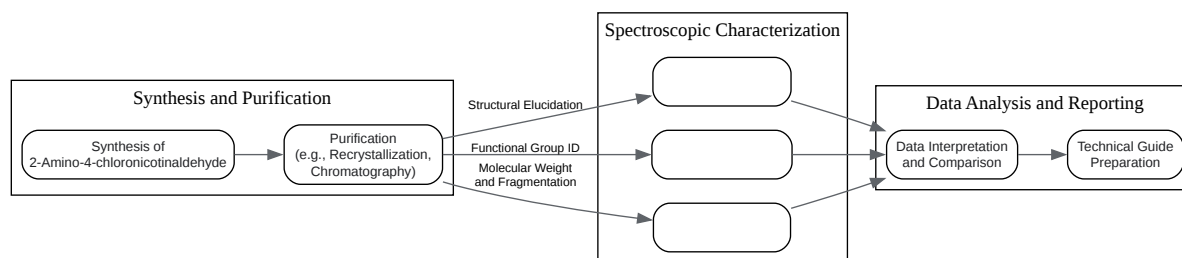 Synthesis and Purification
Synthesis of
2-Amino-4-chloronicotinaldehyde
Purification
(e.g., Recrystallization,
Chromatography)
Structural Elucidation
Functional Group ID
Molecular Weight
and Fragmentation
Spectroscopic Characterization
Data Analysis and Reporting
Data Interpretation
and Comparison
Technical Guide
Preparation